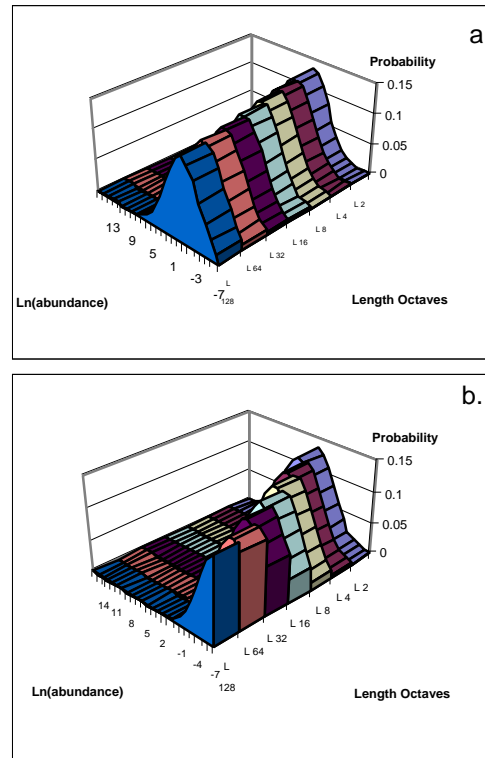 a
Probability
0.15
0.1
0.05
0
L 2
L 4
L 8
L 16
L 32
L 64
L
128
13
9
5
1
-3
-7
Ln(abundance)
Length Octaves
b.
Probability
0.15
0.1
0.05
0
L 2
L 4
L 8
L 16
L 32
L 64
L
128
14
11
8
5
2
-1
-4
-7
Ln(abundance)
Length Octaves